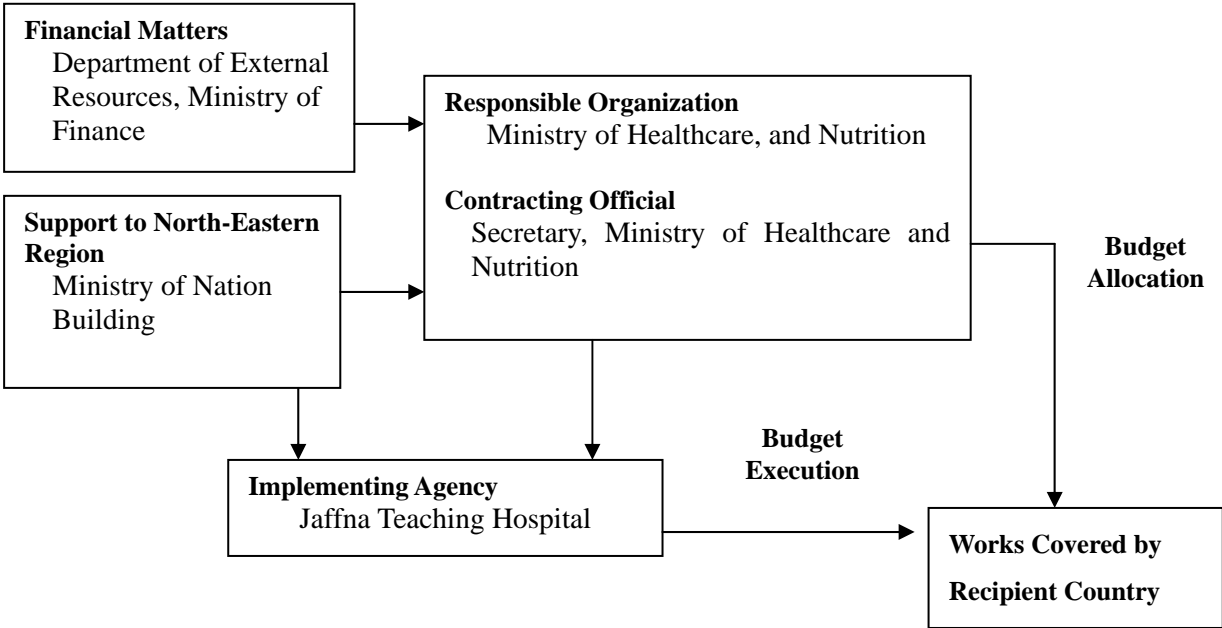 Financial Matters
Department of External
Resources, Ministry of
Finance
Responsible Organization
Ministry of Healthcare, and Nutrition
Contracting Official
Secretary, Ministry of Healthcare and
Nutrition
Support to North-Eastern
Region
Ministry of Nation
Building
Budget
Allocation
Budget
Execution
Implementing Agency
Jaffna Teaching Hospital
Works Covered by
Recipient Country